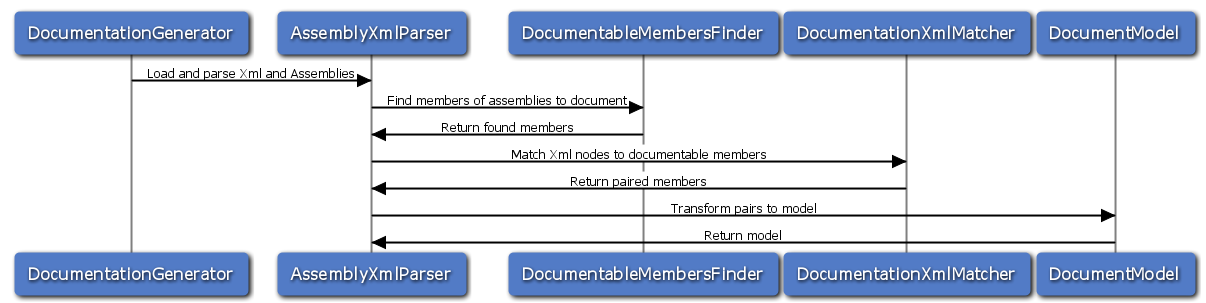 DocumentationGenerator
AssemblyXmlParser
DocumentableMembersFinder
DocumentationXmlMatcher
DocumentModel
Load and parse Xml and Assemblies
Find members of assemblies to document
Return found members
Match Xml nodes to documentable members
Return paired members
Transform pairs to model
Return model
DocumentationGenerator
AssemblyXmlParser
DocumentableMembersFinder
DocumentationXmlMatcher
DocumentModel